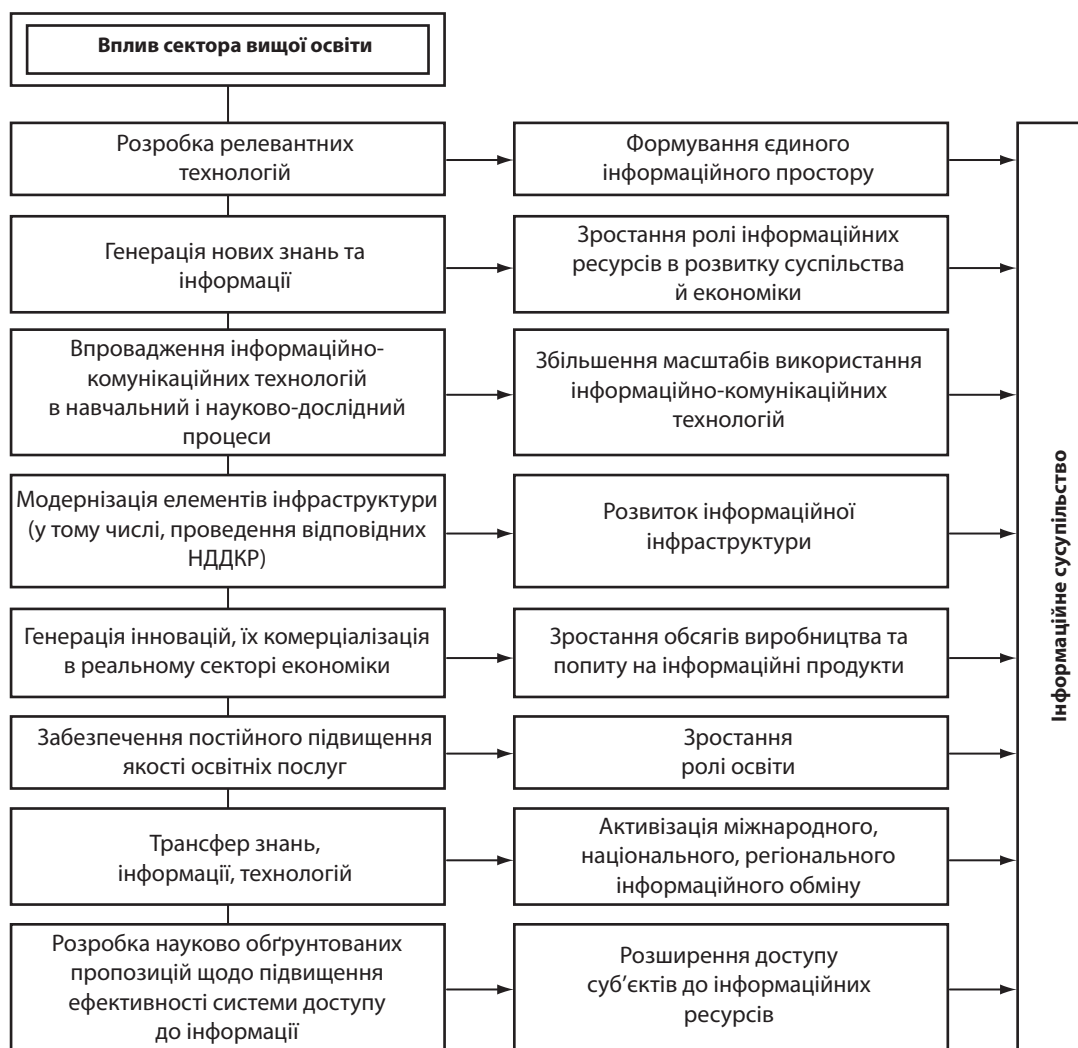 Вплив сектора вищої освіти
Розробка релевантних
технологій
Формування єдиного
інформаційного простору
Генерація нових знань та
інформації
Зростання ролі інформаційних
ресурсів в розвитку суспільства
й економіки
Впровадження інформаційно-
комунікаційних технологій
в навчальний і науково-дослідний
процеси
Збільшення масштабів використання
інформаційно-комунікаційних
технологій
Модернізація елементів інфраструктури
(у тому числі, проведення відповідних
НДДКР)
Розвиток інформаційної
інфраструктури
Генерація інновацій, їх комерціалізація
в реальному секторі економіки
Зростання обсягів виробництва та
попиту на інформаційні продукти
Забезпечення постійного підвищення
якості освітніх послуг
Зростання
ролі освіти
Трансфер знань,
інформації, технологій
Активізація міжнародного,
національного, регіонального
інформаційного обміну
Розробка науково обґрунтованих
пропозицій щодо підвищення
ефективності системи доступу
до інформації
Розширення доступу
суб’єктів до інформаційних
ресурсів
Інформаційне сусупільство